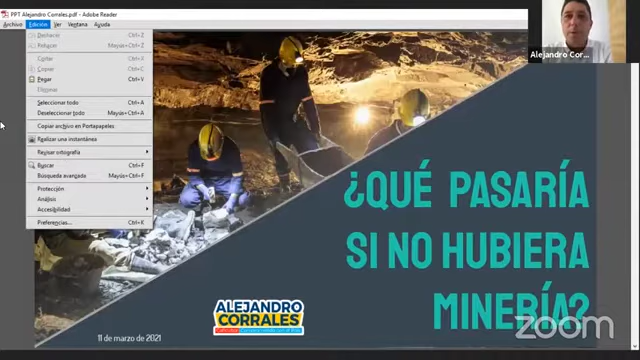 PPT Alejandro Corrales.pdf - Adobe Reader
Archivo Edición Ver Ventana Ayuda
Deshacer Ctrl+Z
Rehacer Mayús+Ctrl+Z
Cortar Ctrl+X
Copiar Ctrl+C
Pegar Ctrl+V
Eliminar
Seleccionar todo Ctrl+A
Deseleccionar todo Mayús+Ctrl+A
Copiar archivo en Portapapeles
Realizar una instantánea
Revisar ortografía
Buscar Ctrl+F
Búsqueda avanzada Mayús+Ctrl+F
Protección
Análisis
Accesibilidad
Preferencias... Ctrl+K
Alejandro Cor...
¿QUÉ PASARÍA
SI NO HUBIERA
MINERÍA?
ALEJANDRO
CORRALES
11 de marzo de 2021
zoom